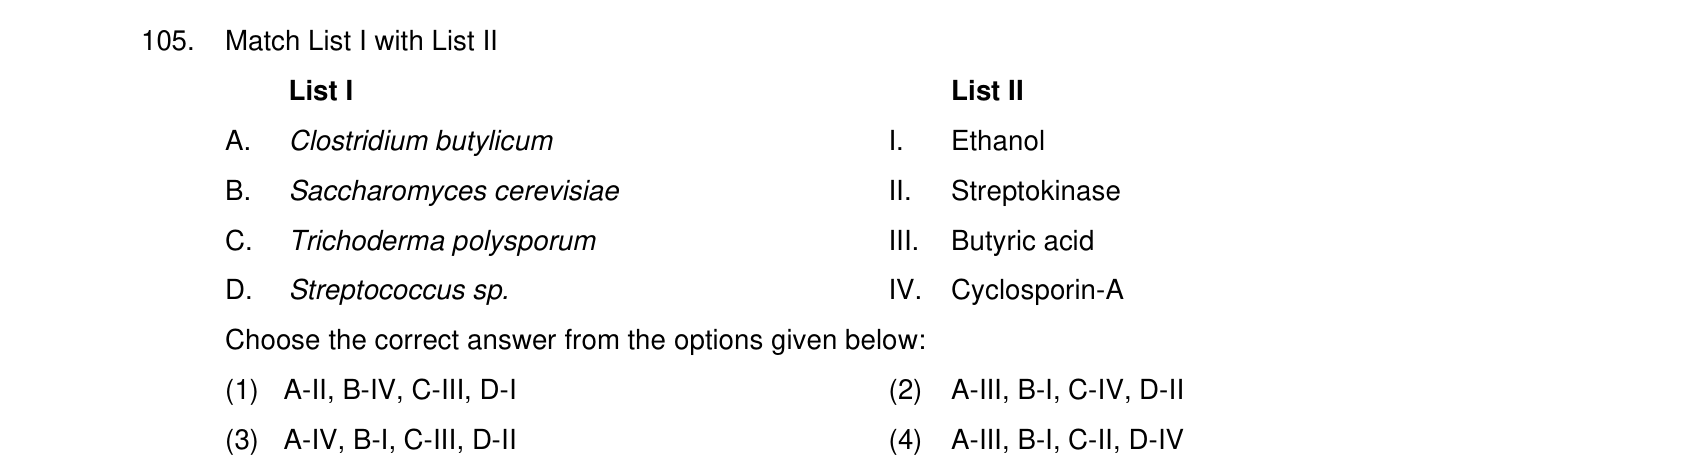 105. Match List I with List II
List I List II
A. Clostridium butylicum I. Ethanol
B. Saccharomyces cerevisiae II. Streptokinase
C. Trichoderma polysporum III. Butyric acid
D. Streptococcus sp. IV. Cyclosporin-A
Choose the correct answer from the options given below:
(1) A-II, B-IV, C-III, D-I (2) A-III, B-I, C-IV, D-II
(3) A-IV, B-I, C-III, D-II (4) A-III, B-I, C-II, D-IV